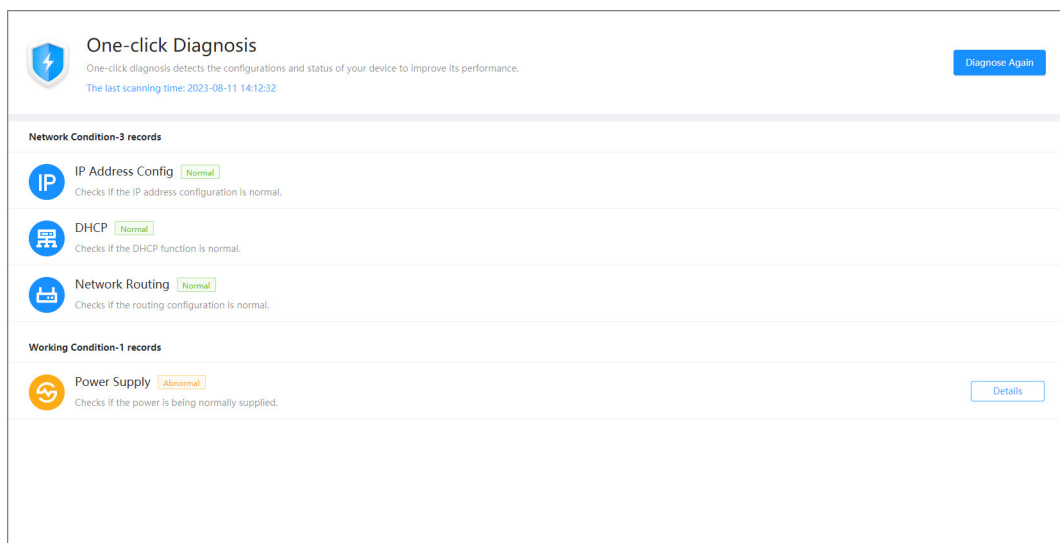 One-click Diagnosis
One-click diagnosis detects the configurations and status of your device to improve its performance.
Diagnose Again
The last scanning time: 2023-08-11 14:12:32
Network Condition-3 records
IP
IP Address Config Normal
Checks if the IP address configuration is normal.
DHCP Normal
Checks if the DHCP function is normal.
Network Routing Normal
Checks if the routing configuration is normal.
Working Condition-1 records
Power Supply Abnormal
Checks if the power is being normally supplied.
Details